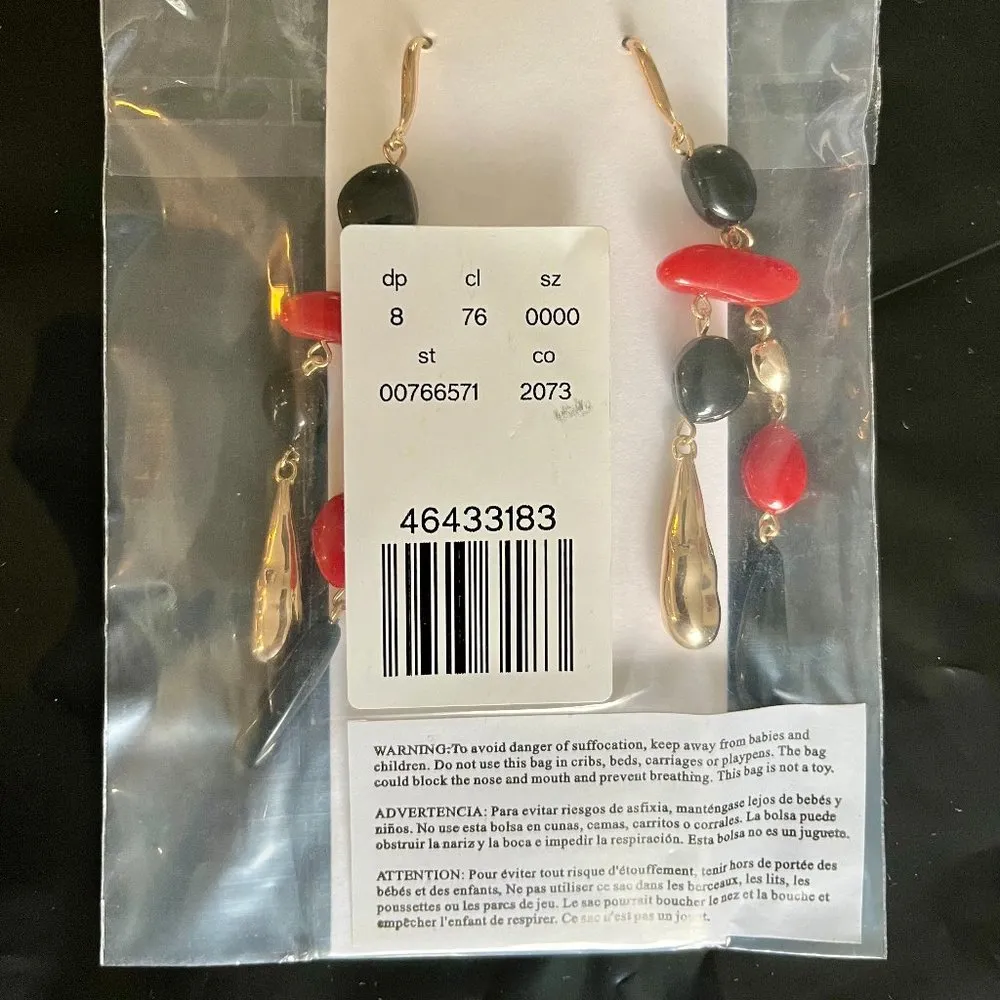 dp cl sz
8 76 0000
st co
00766571 2073
46433183
WARNING:To avoid danger of suffocation, keep away from babies and
children. Do not use this bag in cribs, beds, carriages or playpens. The bag
could block the nose and mouth and prevent breathing. This bag is not a toy.
ADVERTENCIA: Para evitar riesgos de asfixia, manténgase lejos de bebés y
niños. No use esta bolsa en cunas, camas, carritos o corrales. La bolsa puede
obstruir la nariz y la boca e impedir la respiración. Esta bolsa no es un juguete.
ATTENTION: Pour éviter tout risque d'étouffement, tenir hors de portée des
bébés et des enfants, Ne pas utiliser ce sac dans les berceaux, les lits, les
poussettes ou les parcs de jeu. Le sac pourrait boucher le nez et la bouche et
empêcher l'enfant de respirer. Ce sac n'est pas un jouet.